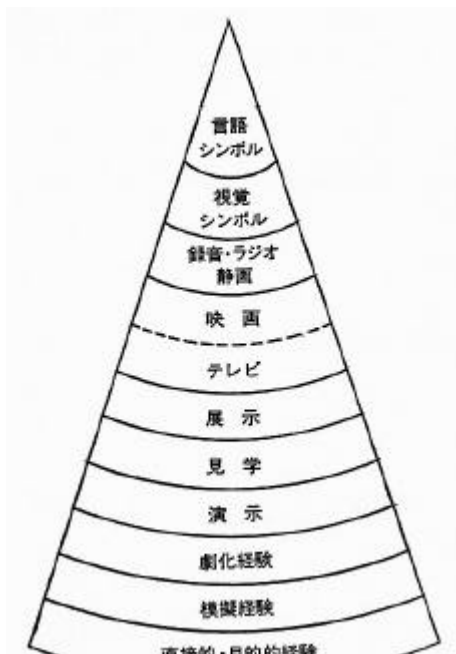 言語
シンボル
視覚
シンボル
録音・ラジオ
静画
映画
テレビ
展示
見学
演示
劇化経験
模擬経験
直接的・目的的経験